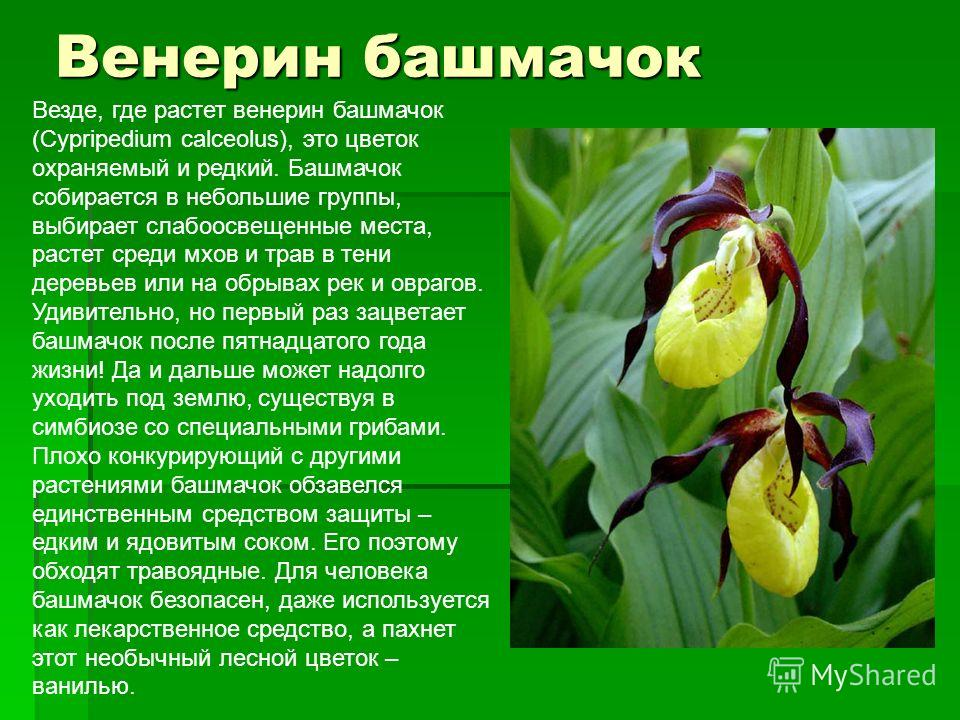 Венерин башмачок
Везде, где растет венерин башмачок
(Cypripedium calceolus), это цветок
охраняемый и редкий. Башмачок
собирается в небольшие группы,
выбирает слабоосвещенные места,
растет среди мхов и трав в тени
деревьев или на обрывах рек и оврагов.
Удивительно, но первый раз зацветает
башмачок после пятнадцатого года
жизни! Да и дальше может надолго
уходить под землю, существуя в
симбиозе со специальными грибами.
Плохо конкурирующий с другими
растениями башмачок обзавелся
единственным средством защиты –
едким и ядовитым соком. Его поэтому
обходят травоядные. Для человека
башмачок безопасен, даже используется
как лекарственное средство, а пахнет
этот необычный лесной цветок –
ванилью.
MyShared